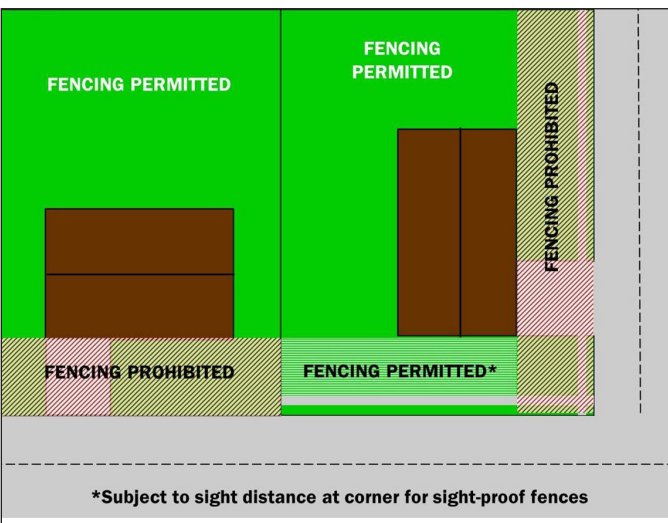 FENCING PERMITTED
FENCING
PERMITTED
FENCING PROHIBITED
FENCING PROHIBITED
FENCING PERMITTED*
*Subject to sight distance at corner for sight-proof fences